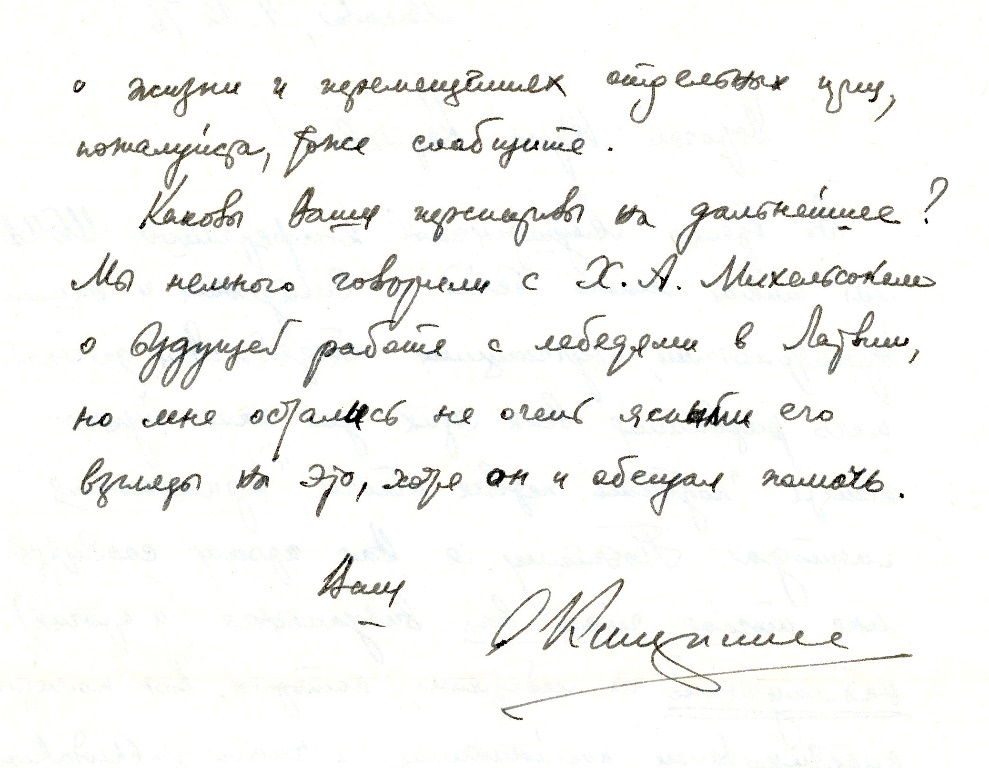 о жизни и перемещениях отдельных птиц,
пожалуйста, тоже сообщите.
Каковы Ваши перспективы на дальнейшее?
Мы немного говорили с Х. А. Михельсоном
о будущей работе с лебедями в Латвии,
но мне остались не очень ясными его
взгляды на это, хотя он и обещал помочь.
Ваш